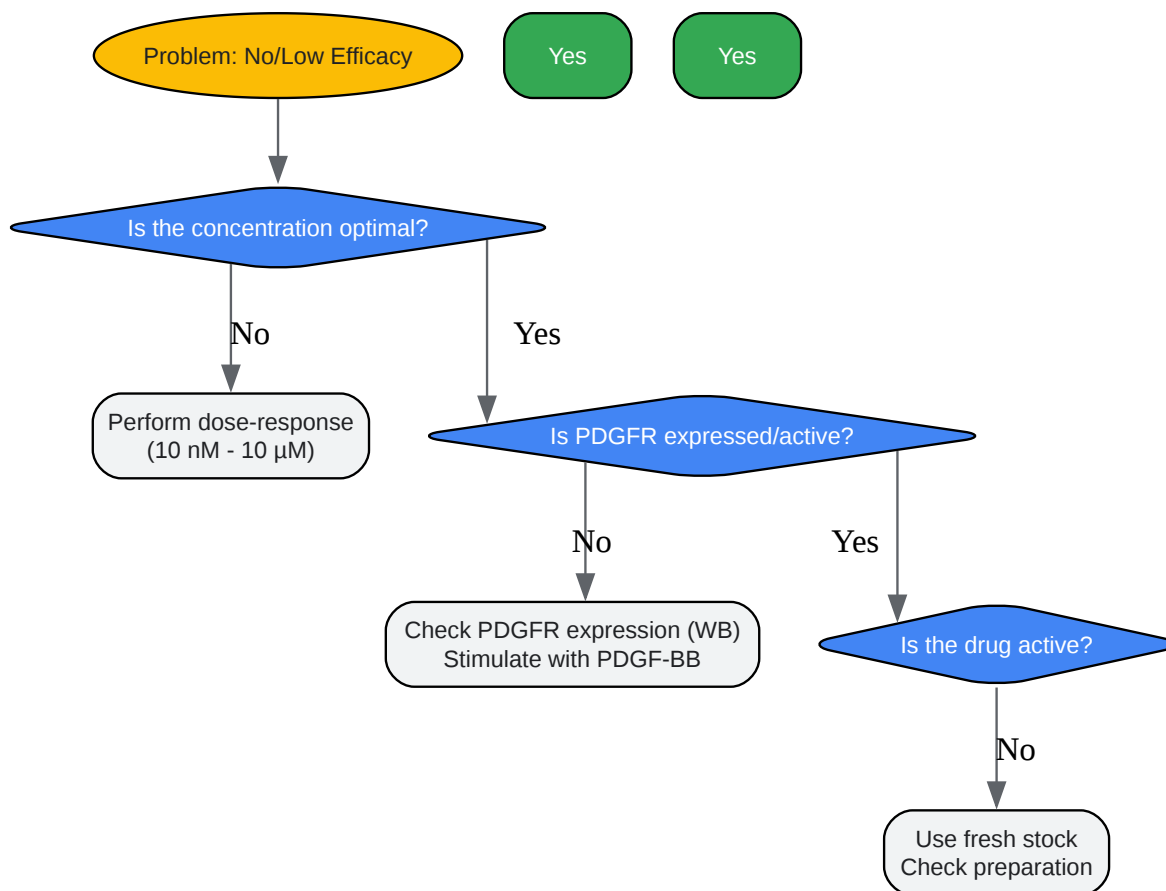 Problem: No/Low Efficacy
Yes
Yes
Is the concentration optimal?
No
Yes
Perform dose-response
(10 nM - 10 µM)
Is PDGFR expressed/active?
No
Yes
Check PDGFR expression (WB)
Stimulate with PDGF-BB
Is the drug active?
No
Use fresh stock
Check preparation